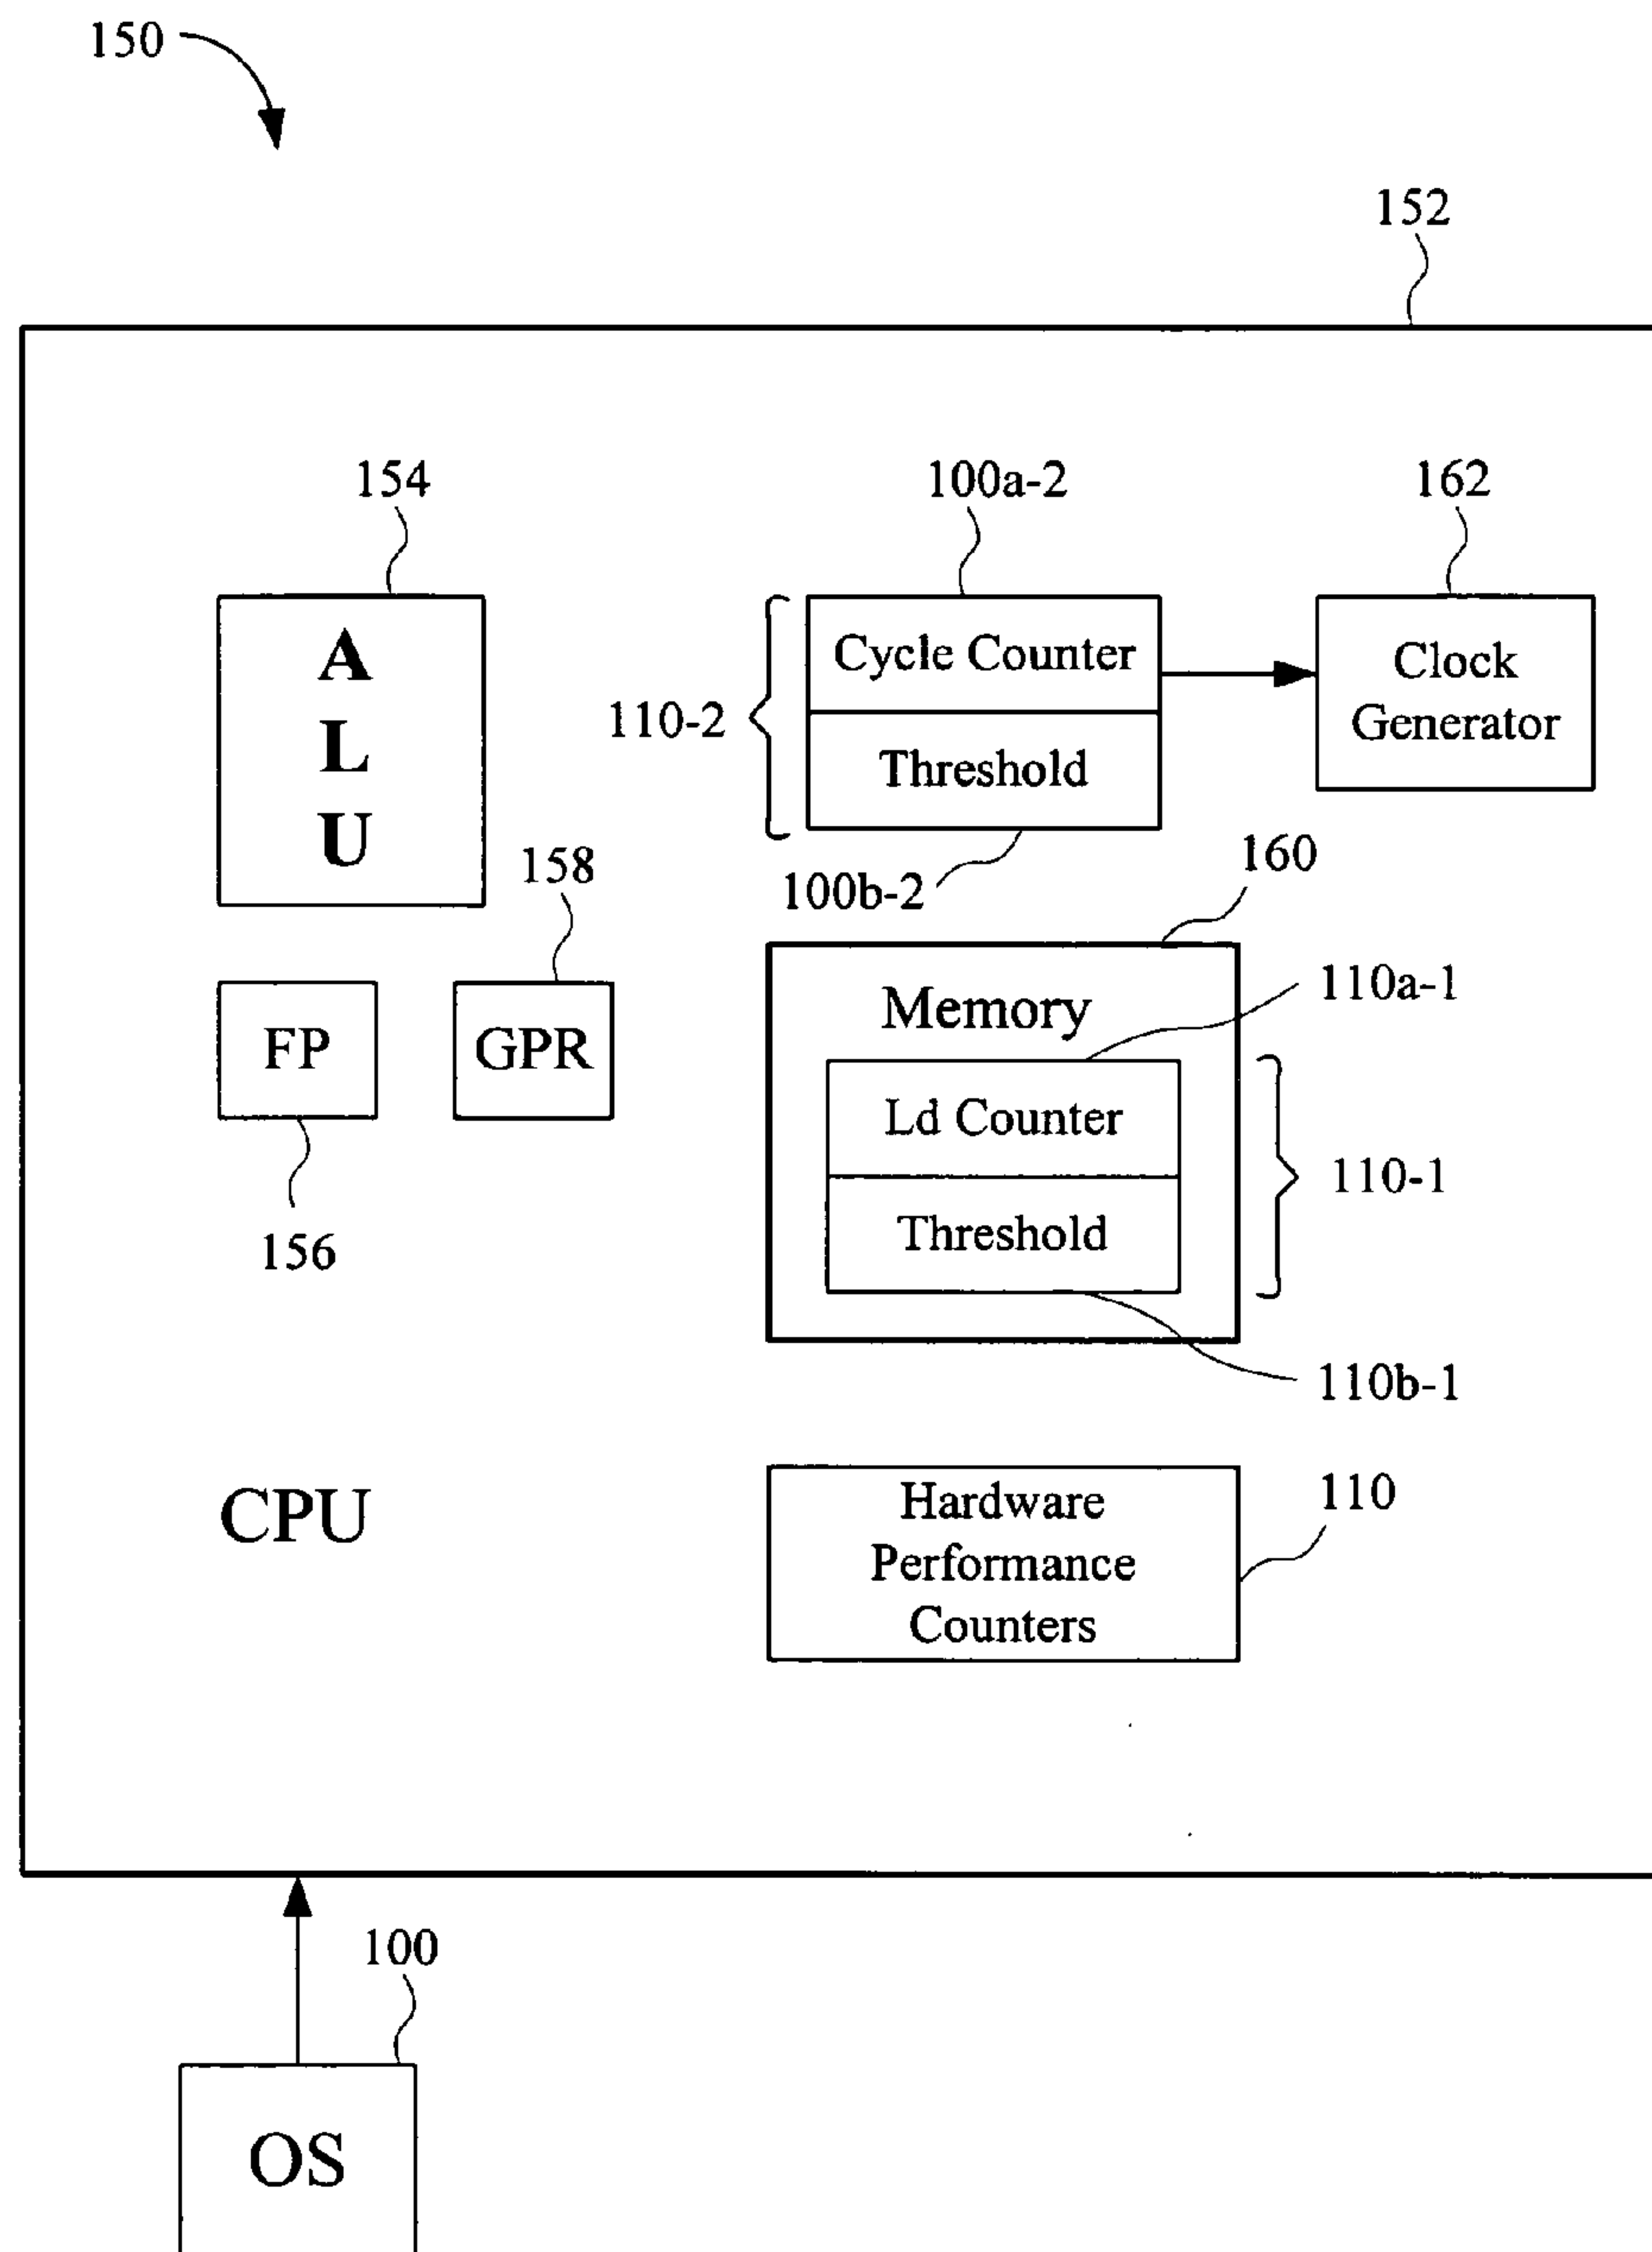 150
152
154
100a-2
162
A
L
U
Cycle Counter
Clock
Generator
110-2
Threshold
158
100b-2
160
Memory
110a-1
FP
GPR
Ld Counter
110-1
Threshold
156
110b-1
CPU
Hardware
Performance
Counters
110
100
OS